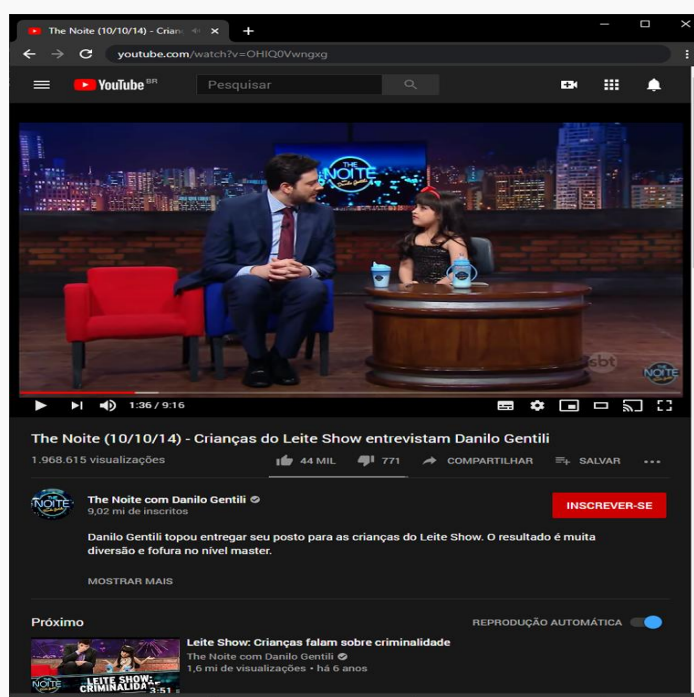 The Noite (10/10/14) - Crian
youtube.com/watch?v=OHIQ0Vwngxg
YouTube BR
Pesquisar
THE
NOITE
Danilo Gentili
sbt
NOITE
1:36 / 9:16
The Noite (10/10/14) - Crianças do Leite Show entrevistam Danilo Gentili
1.968.615 visualizações
44 MIL
771
COMPARTILHAR
SALVAR
NOITE
The Noite com Danilo Gentili
9,02 mi de inscritos
INSCREVER-SE
Danilo Gentili topou entregar seu posto para as crianças do Leite Show. O resultado é muita
diversão e fofura no nível master.
MOSTRAR MAIS
Próximo
REPRODUÇÃO AUTOMÁTICA
Leite Show: Crianças falam sobre criminalidade
The Noite com Danilo Gentili
1,6 mi de visualizações • há 6 anos
NOITE
LEITE SHOW:
CRIMINALIDA
3:51